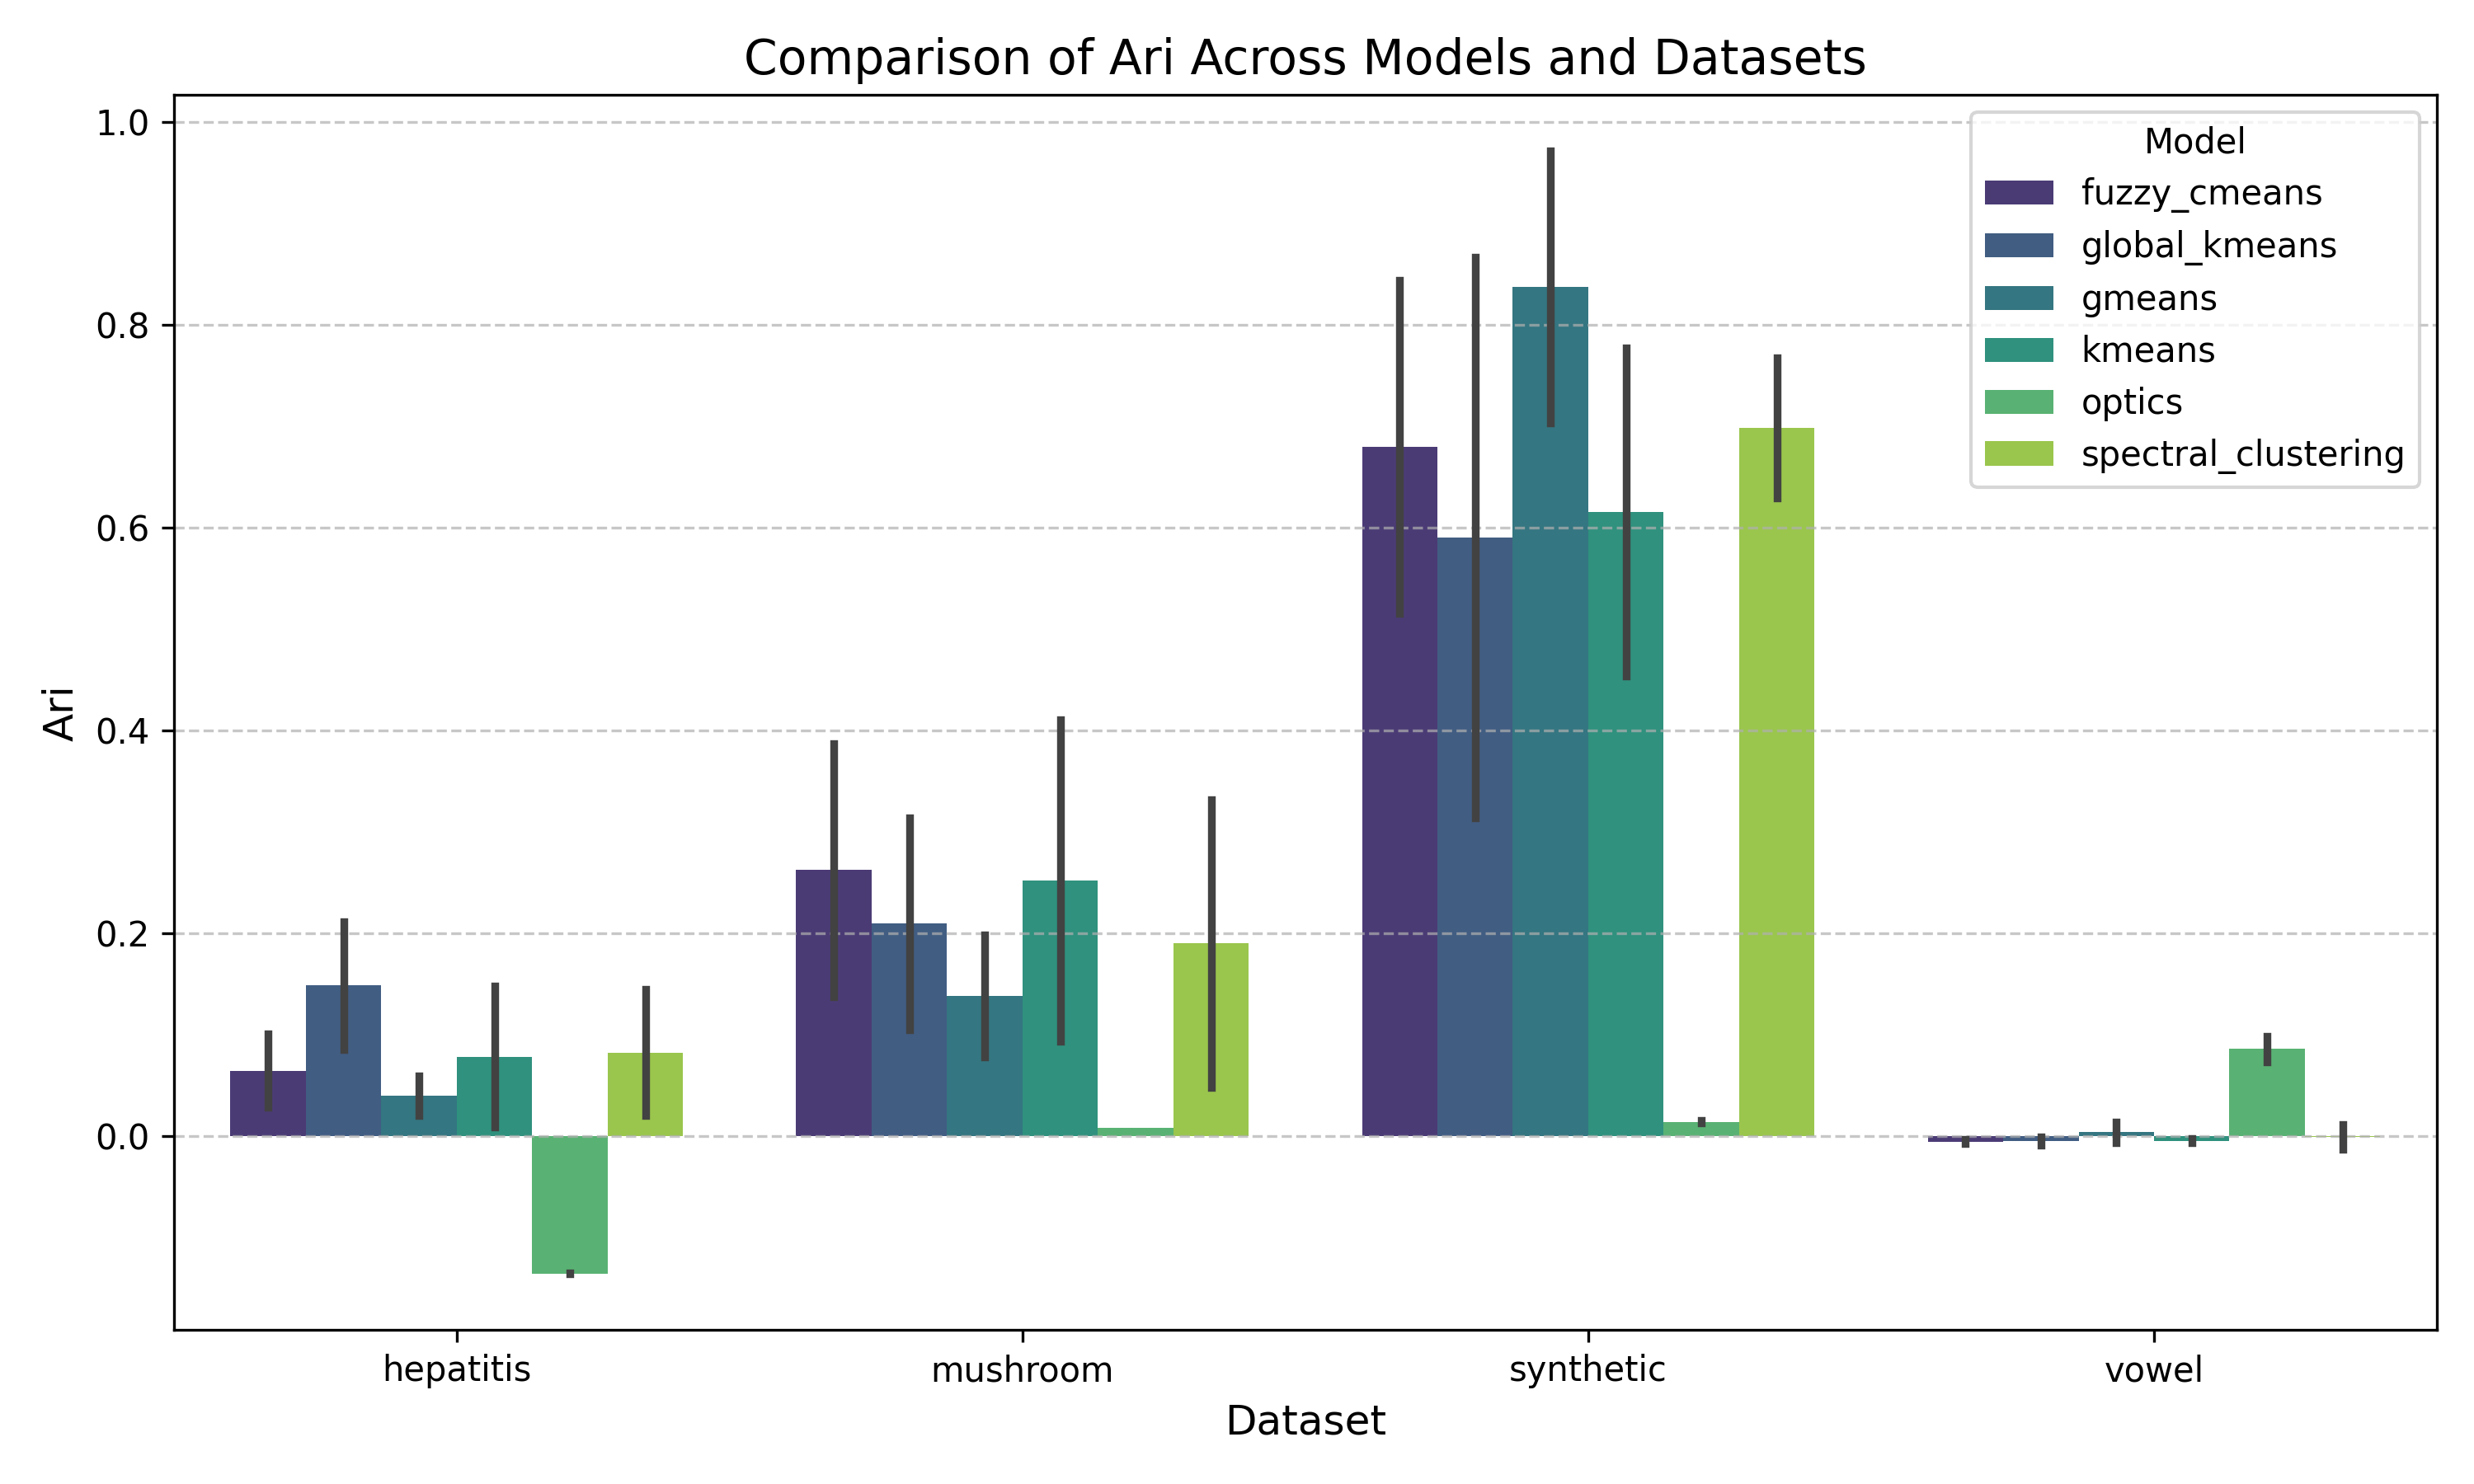 Comparison of Ari Across Models and Datasets
1.0
0.8
0.6
0.4
0.2
0.0
Ari
Model
fuzzy_cmeans
global_kmeans
gmeans
kmeans
optics
spectral_clustering
hepatitis
mushroom
synthetic
vowel
Dataset